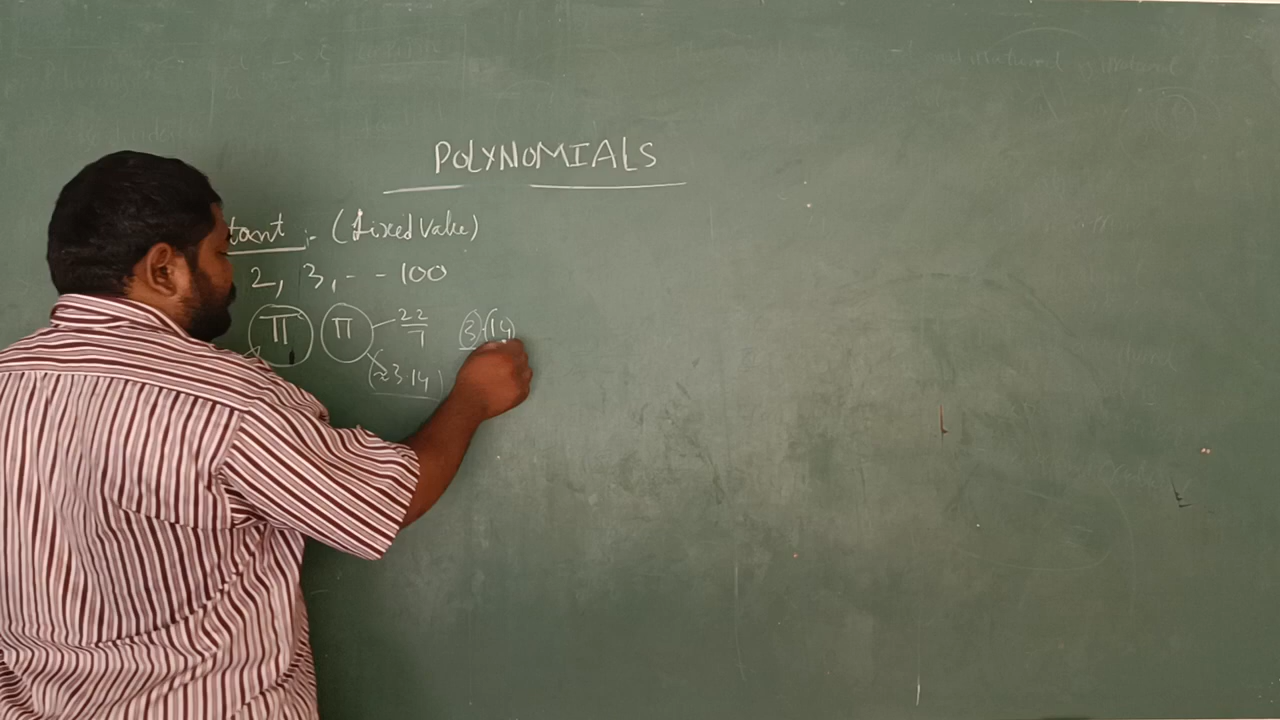 POLYNOMIALS
tant :- (fixed Value)
2, 3, - - 100
π π 22/7 3.14
(≈3.14)